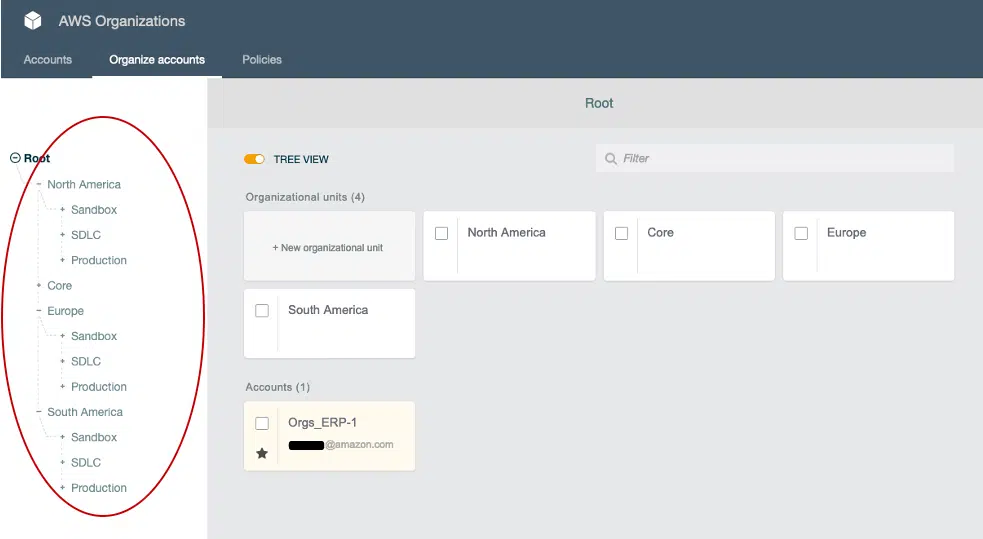 AWS Organizations
Accounts
Organize accounts
Policies
Root
Root
North America
Sandbox
SDLC
Production
Core
Europe
Sandbox
SDLC
Production
South America
Sandbox
SDLC
Production
TREE VIEW
Filter
Organizational units (4)
+ New organizational unit
North America
Core
Europe
South America
Accounts (1)
Orgs_ERP-1
@amazon.com